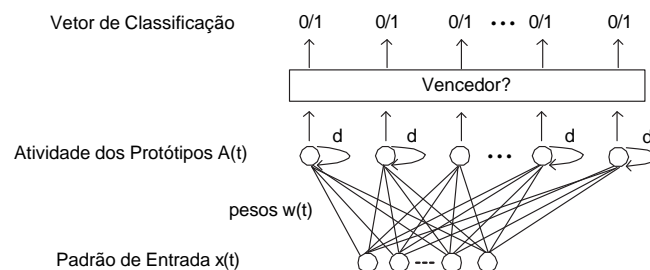 Vetor de Classificação 0/1 0/1 0/1 ••• 0/1 0/1
Vencedor?
d d d d
Atividade dos Protótipos A(t) •••
pesos w(t)
Padrão de Entrada x(t) ---